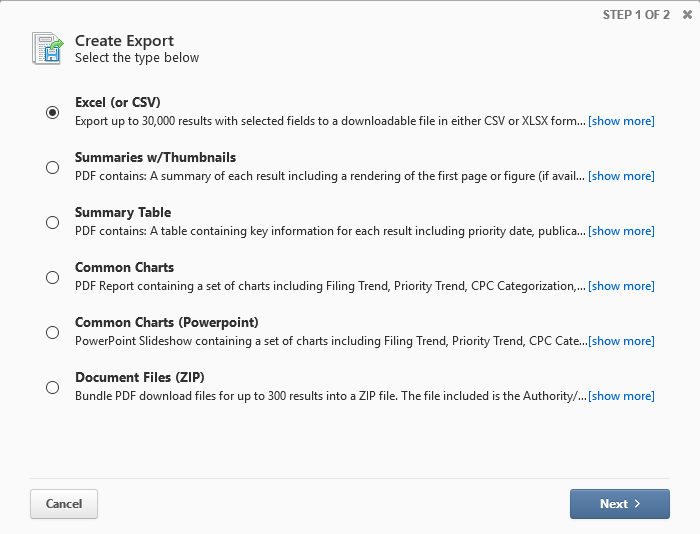 STEP 1 OF 2 ✖
Create Export
Select the type below
Excel (or CSV)
Export up to 30,000 results with selected fields to a downloadable file in either CSV or XLSX form... [show more]
Summaries w/Thumbnails
PDF contains: A summary of each result including a rendering of the first page or figure (if avail... [show more]
Summary Table
PDF contains: A table containing key information for each result including priority date, publica... [show more]
Common Charts
PDF Report containing a set of charts including Filing Trend, Priority Trend, CPC Categorization,... [show more]
Common Charts (Powerpoint)
PowerPoint Slideshow containing a set of charts including Filing Trend, Priority Trend, CPC Cate... [show more]
Document Files (ZIP)
Bundle PDF download files for up to 300 results into a ZIP file. The file included is the Authority/... [show more]
Cancel
Next >